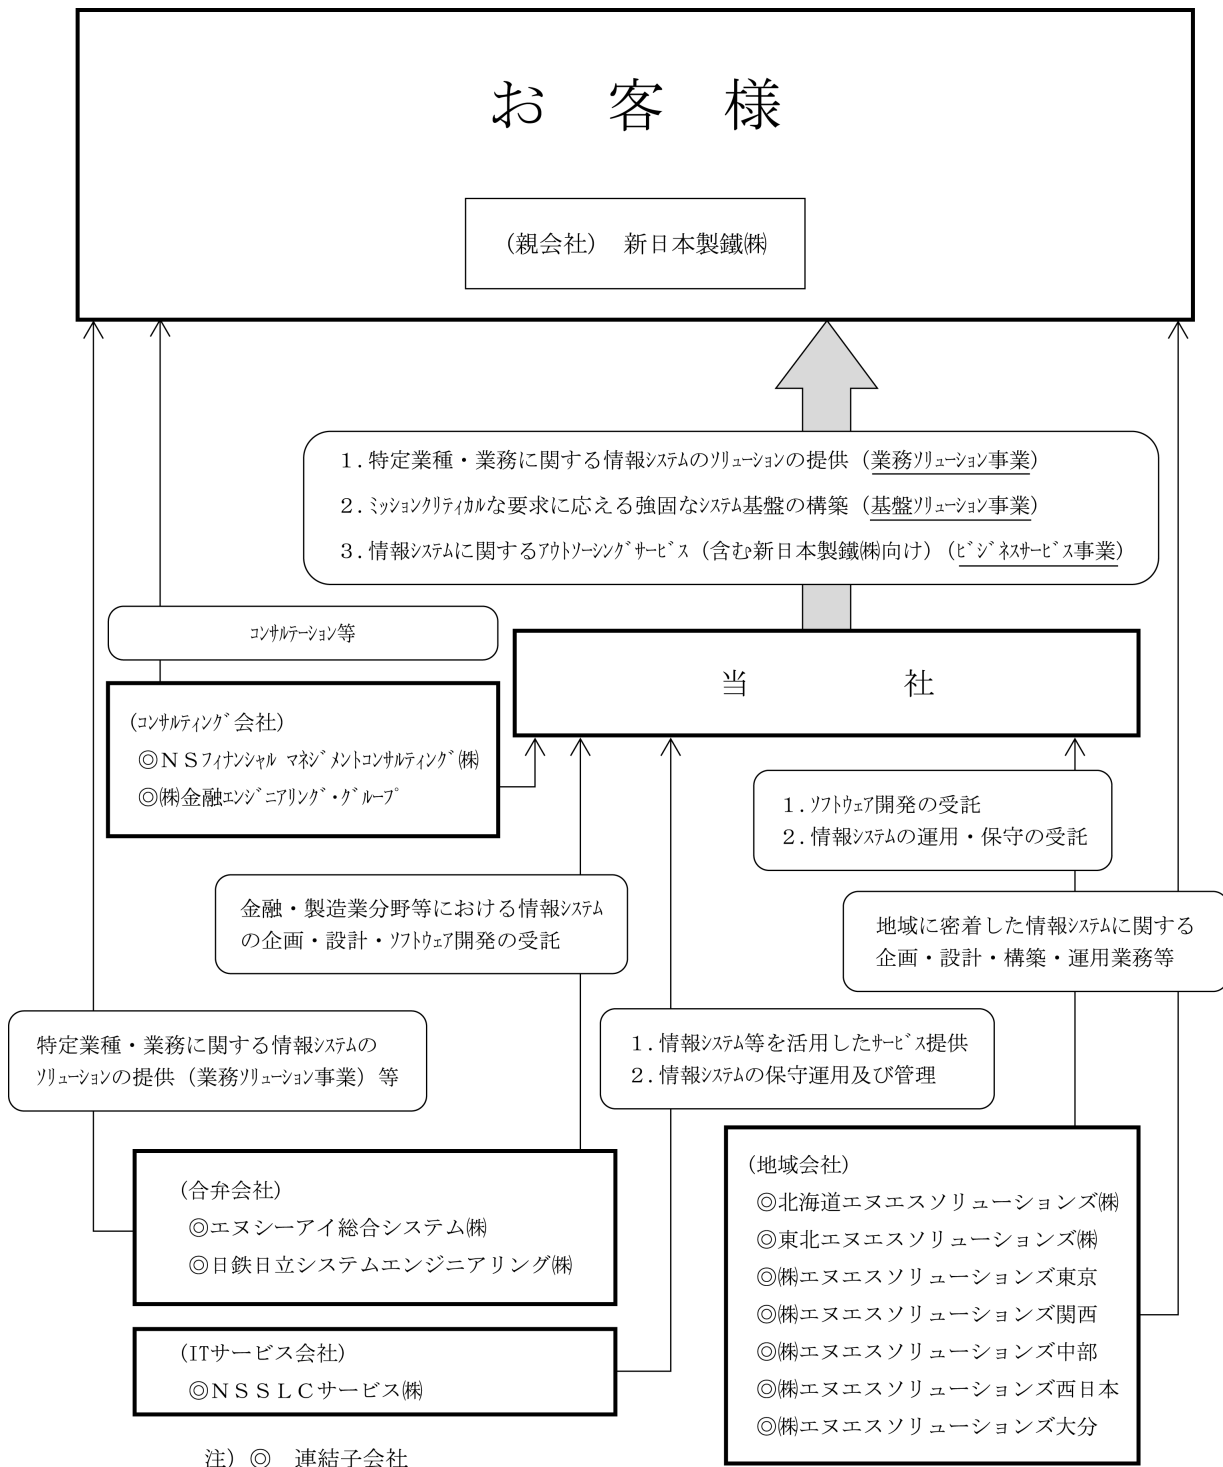 お　客　様
(親会社)　新日本製鐵㈱
1．特定業種・業務に関する情報ｼｽﾃﾑのｿﾘｭｰｼｮﾝの提供（業務ｿﾘｭｰｼｮﾝ事業）
2．ﾐｯｼｮﾝｸﾘﾃｨｶﾙな要求に応える強固なｼｽﾃﾑ基盤の構築（基盤ｿﾘｭｰｼｮﾝ事業）
3．情報ｼｽﾃﾑに関するｱｳﾄｿｰｼﾝｸﾞｻｰﾋﾞｽ（含む新日本製鐵㈱向け）（ﾋﾞｼﾞﾈｽｻｰﾋﾞｽ事業）
ｺﾝｻﾙﾃｰｼｮﾝ等
当　社
(ｺﾝｻﾙﾃｨﾝｸﾞ会社)
◎ＮＳﾌｨﾅﾝｼｬﾙ ﾏﾈｼﾞﾒﾝﾄｺﾝｻﾙﾃｨﾝｸﾞ㈱
◎㈱金融ｴﾝｼﾞﾆｱﾘﾝｸﾞ・ｸﾞﾙｰﾌﾟ
1．ｿﾌﾄｳｪｱ開発の受託
2．情報ｼｽﾃﾑの運用・保守の受託
金融・製造業分野等における情報ｼｽﾃﾑ
の企画・設計・ｿﾌﾄｳｪｱ開発の受託
地域に密着した情報ｼｽﾃﾑに関する
企画・設計・構築・運用業務等
特定業種・業務に関する情報ｼｽﾃﾑの
ｿﾘｭｰｼｮﾝの提供（業務ｿﾘｭｰｼｮﾝ事業）等
1．情報ｼｽﾃﾑ等を活用したｻｰﾋﾞｽ提供
2．情報ｼｽﾃﾑの保守運用及び管理
(合弁会社)
◎エヌシーアイ総合システム㈱
◎日鉄日立システムエンジニアリング㈱
(ITサービス会社)
◎ＮＳＳＬＣサービス㈱
(地域会社)
◎北海道エヌエスソリューションズ㈱
◎東北エヌエスソリューションズ㈱
◎㈱エヌエスソリューションズ東京
◎㈱エヌエスソリューションズ関西
◎㈱エヌエスソリューションズ中部
◎㈱エヌエスソリューションズ西日本
◎㈱エヌエスソリューションズ大分
注）◎　連結子会社